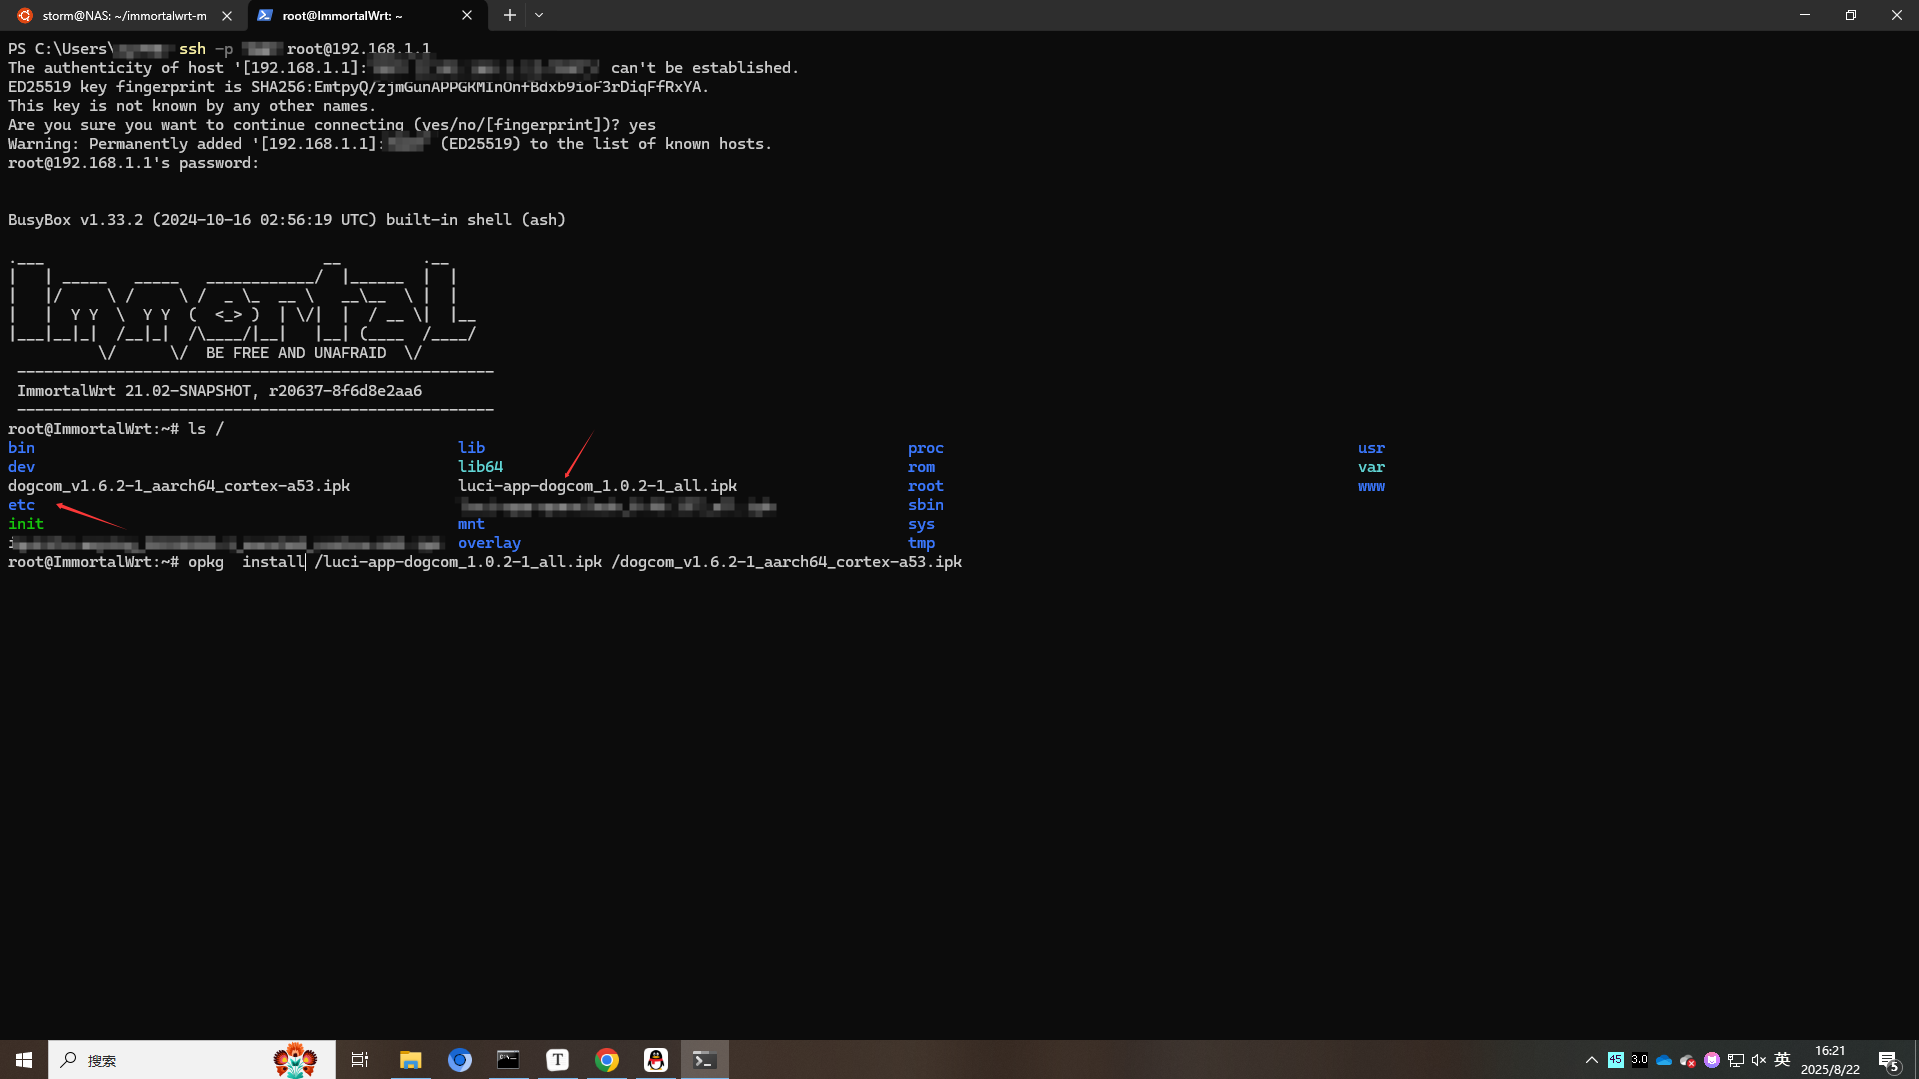 storm@NAS: ~/immortalwrt-m
root@ImmortalWrt: ~
PS C:\Users\ ssh -p root@192.168.1.1
The authenticity of host '[192.168.1.1]: can't be established.
ED25519 key fingerprint is SHA256:EmtpyQ/zjmGunAPPGKMInOnfBdxb9ioF3rDiqFfRxYA.
This key is not known by any other names.
Are you sure you want to continue connecting (yes/no/[fingerprint])? yes
Warning: Permanently added '[192.168.1.1]: (ED25519) to the list of known hosts.
root@192.168.1.1's password:
BusyBox v1.33.2 (2024-10-16 02:56:19 UTC) built-in shell (ash)
Immortal
BE FREE AND UNAFRAID
ImmortalWrt 21.02-SNAPSHOT, r20637-8f6d8e2aa6
root@ImmortalWrt:~# ls /
bin lib proc usr
dev lib64 rom var
dogcom_v1.6.2-1_aarch64_cortex-a53.ipk luci-app-dogcom_1.0.2-1_all.ipk root www
etc sbin
init mnt sys
overlay tmp
root@ImmortalWrt:~# opkg  install /luci-app-dogcom_1.0.2-1_all.ipk /dogcom_v1.6.2-1_aarch64_cortex-a53.ipk
搜索
T
45
3.0
英
16:21
2025/8/22
5